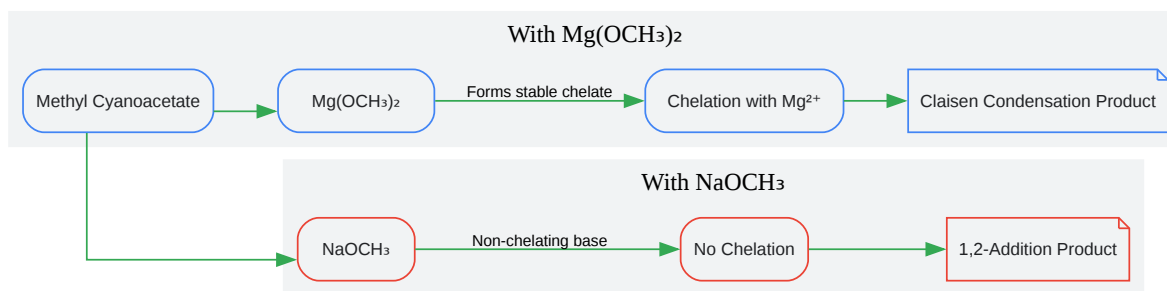 With Mg(OCH₃)₂
Methyl Cyanoacetate
Mg(OCH₃)₂
Forms stable chelate
Chelation with Mg²⁺
Claisen Condensation Product
With NaOCH₃
NaOCH₃
Non-chelating base
No Chelation
1,2-Addition Product